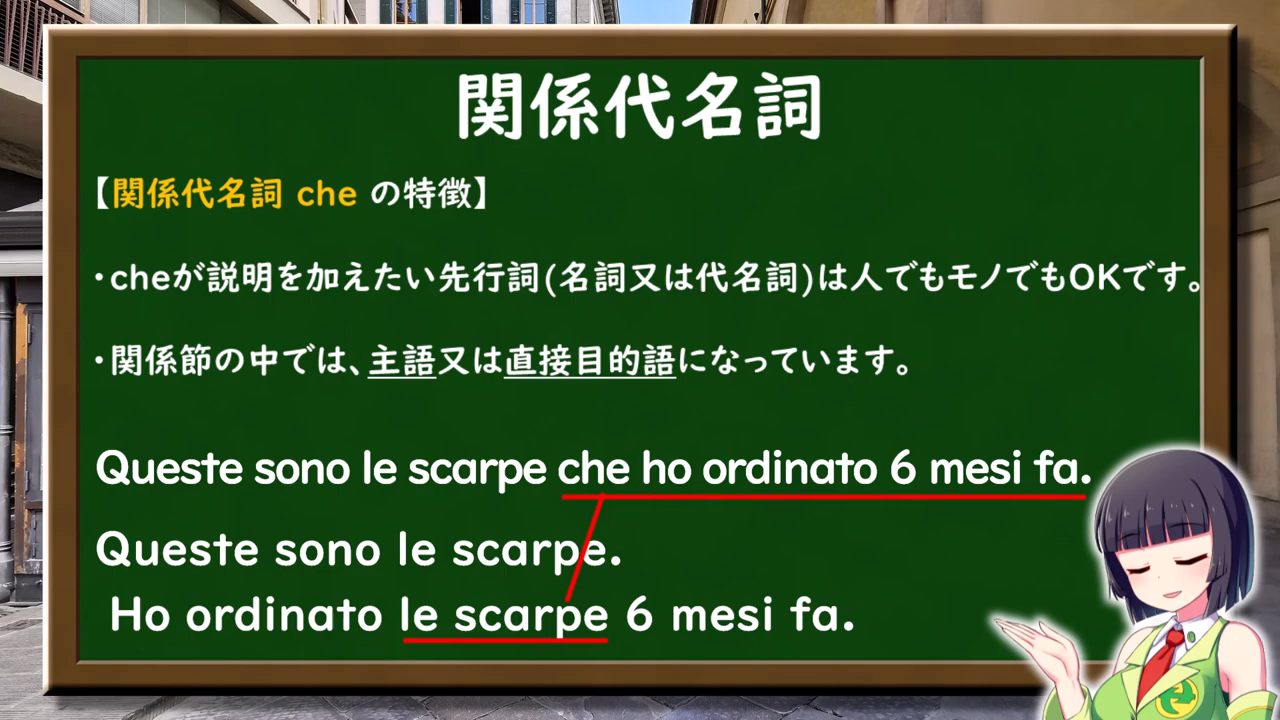 関係代名詞
【関係代名詞 che の特徴】
・cheが説明を加えたい先行詞(名詞又は代名詞)は人でもモノでもOKです。
・関係節の中では、主語又は直接目的語になっています。
Queste sono le scarpe che ho ordinato 6 mesi fa.
Queste sono le scarpe.
Ho ordinato le scarpe 6 mesi fa.